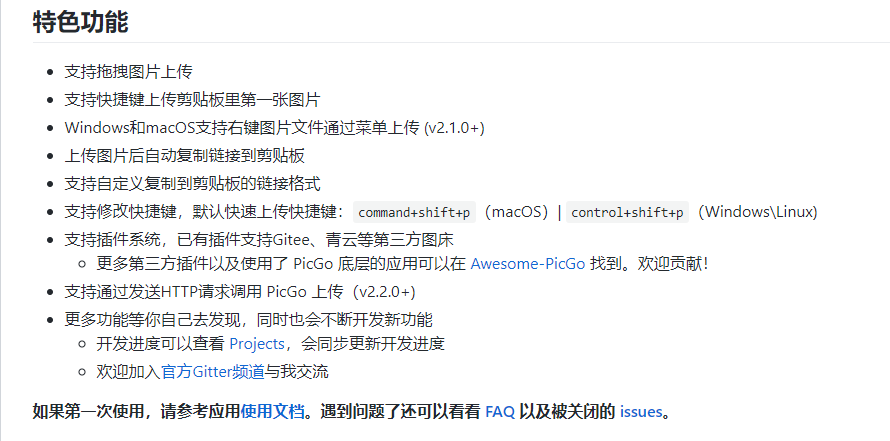 特色功能
支持拖拽图片上传
支持快捷键上传剪贴板里第一张图片
Windows和macOS支持右键图片文件通过菜单上传 (v2.1.0+)
上传图片后自动复制链接到剪贴板
支持自定义复制到剪贴板的链接格式
支持修改快捷键，默认快速上传快捷键：command+shift+p（macOS）| control+shift+p（Windows\Linux)
支持插件系统，已有插件支持Gitee、青云等第三方图床
更多第三方插件以及使用了 PicGo 底层的应用可以在 Awesome-PicGo 找到。欢迎贡献！
支持通过发送HTTP请求调用 PicGo 上传（v2.2.0+)
更多功能等你自己去发现，同时也会不断开发新功能
开发进度可以查看 Projects，会同步更新开发进度
欢迎加入官方Gitter频道与我交流
如果第一次使用，请参考应用使用文档。遇到问题了还可以看看 FAQ 以及被关闭的 issues。